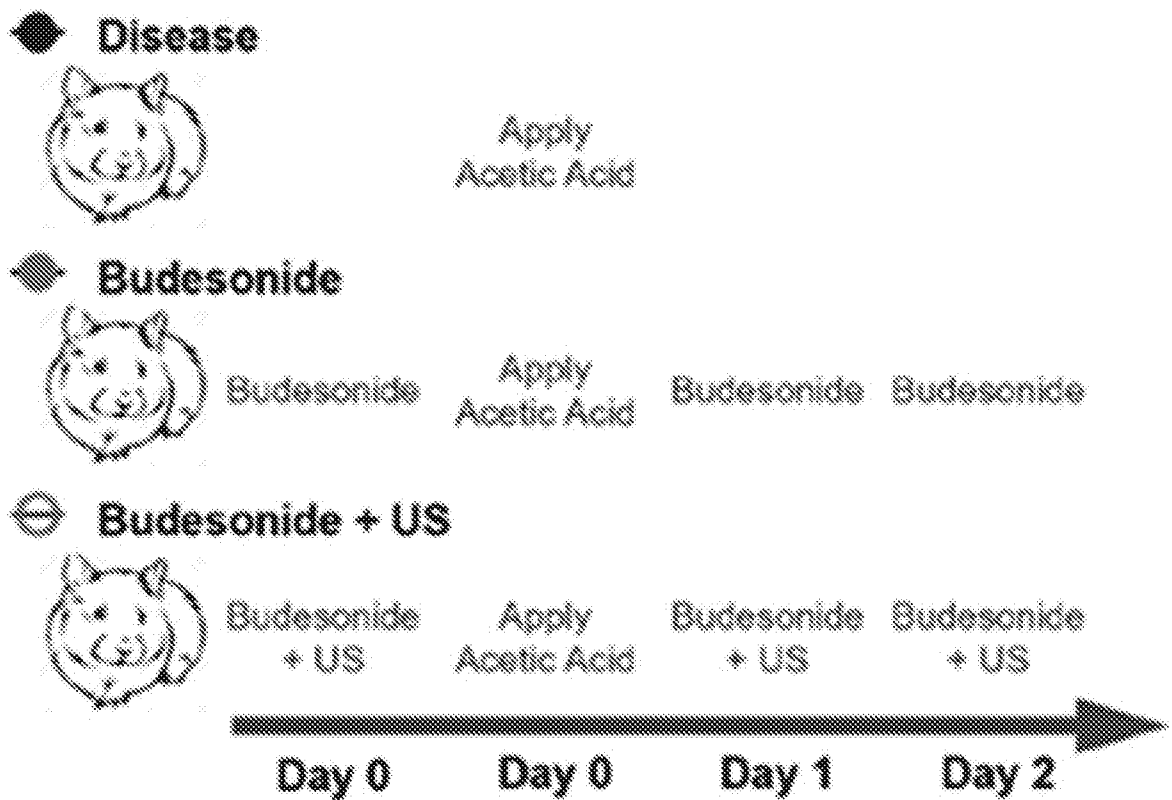 Disease
Apply
Acetic Acid
Budesonide
Budesonide
Apply
Acetic Acid
Budesonide
Budesonide
Budesonide + US
Budesonide
+ US
Apply
Acetic Acid
Budesonide
+ US
Budesonide
+ US
Day 0
Day 0
Day 1
Day 2